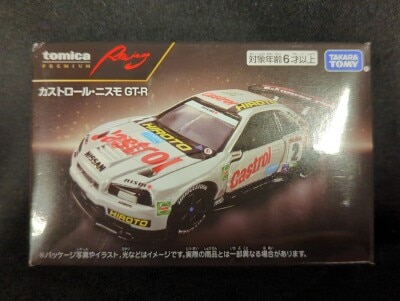 tomica
PREMIUM
Racing
対象年齢6才以上
TAKARA
TOMY
カストロール・ニスモ GT-R
HIROTO
Castrol
HIROTO
Castrol
NISSAN
nismo
HIROTO
2
※パッケージ写真やイラスト、光などはイメージです。実際の商品とは一部異なる場合があります。